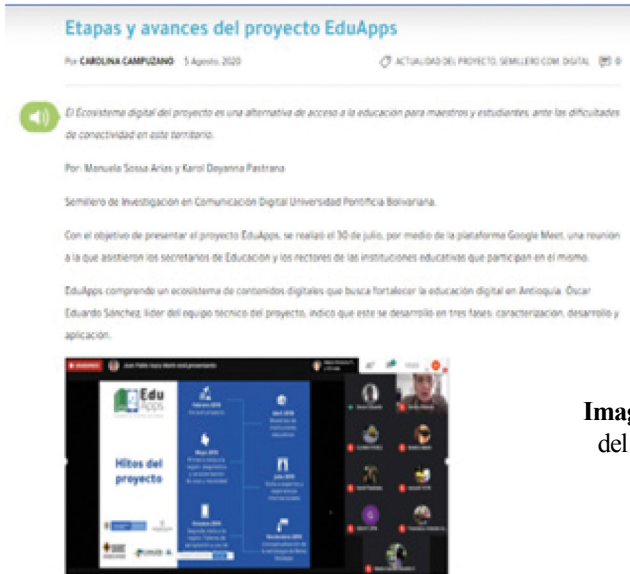 Etapas y avances del proyecto EduApps
Por CAROLINA CAMPUZANO 5 Agosto, 2020 ACTUALIDAD DEL PROYECTO, SEMILLERO COM. DIGITAL 0
El Ecosistema digital del proyecto es una alternativa de acceso a la educación para maestros y estudiantes, ante las dificultades
de conectividad en este territorio.
Por: Manuela Sossa Arias y Karol Deyanna Pastrana
Semillero de Investigación en Comunicación Digital Universidad Pontificia Bolivariana.
Con el objetivo de presentar el proyecto EduApps, se realizó el 30 de julio, por medio de la plataforma Google Meet, una reunión
a la que asistieron los secretarios de Educación y los rectores de las instituciones educativas que participan en el mismo.
EduApps comprende un ecosistema de contenidos digitales que busca fortalecer la educación digital en Antioquia. Óscar
Eduardo Sánchez, líder del equipo técnico del proyecto, indicó que este se desarrolló en tres fases: caracterización, desarrollo y
aplicación.
Edu
Apps
Hitos del
proyecto
Febrero 2019
Mayo 2019
Octubre 2019
Abril 2019
Julio 2019
Noviembre 2019
Imag
del